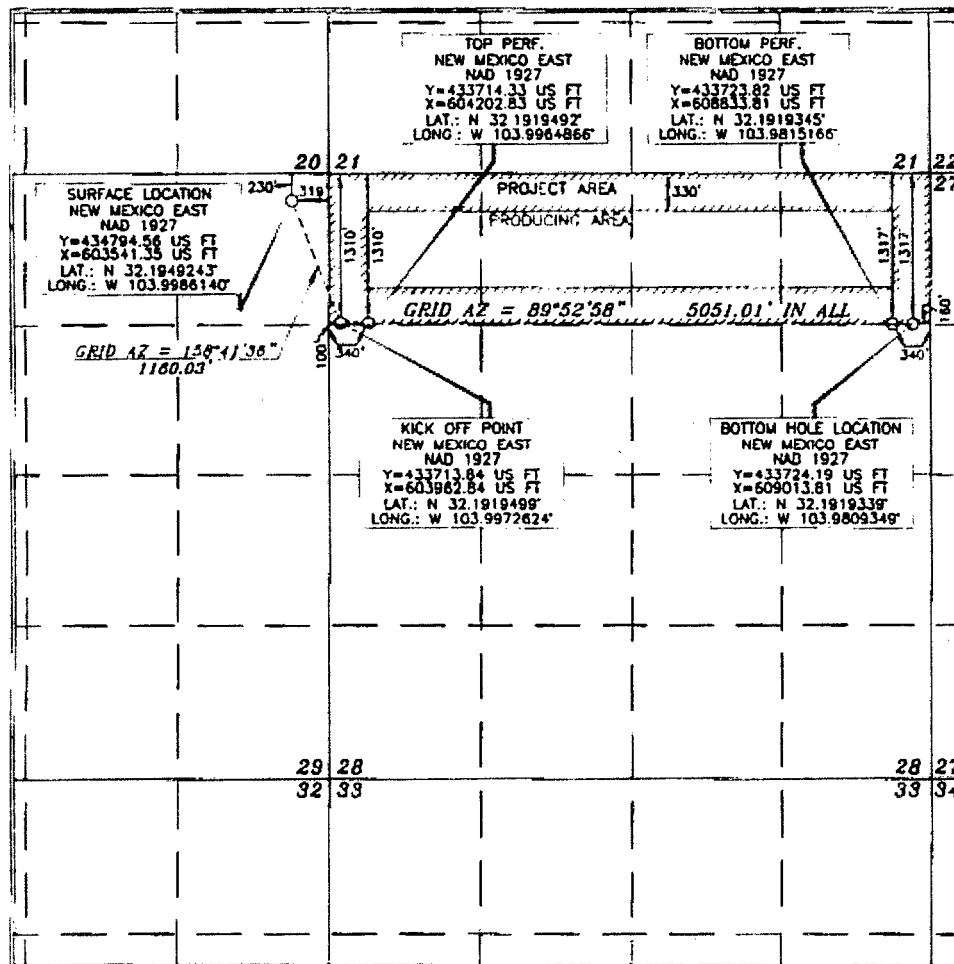 TOP PERF.
NEW MEXICO EAST
NAD 1927
Y=433714.33 US FT
X=604202.83 US FT
LAT.: N 32.1919492°
LONG.: W 103.9964866°
BOTTOM PERF.
NEW MEXICO EAST
NAD 1927
Y=433723.82 US FT
X=608833.81 US FT
LAT.: N 32.1919345°
LONG.: W 103.9815166°
20 21
21 22
27
SURFACE LOCATION
NEW MEXICO EAST
NAD 1927
Y=434794.56 US FT
X=603541.35 US FT
LAT.: N 32.1949243°
LONG.: W 103.9986140°
230'
319'
PROJECT AREA
330'
PRODUCING AREA
1310'
1310'
1317'
1317'
GRID AZ = 89°52'58" 5051.01' IN ALL
160'
GRID AZ = 158°41'36"
1160.03'
100'
340'
340'
KICK OFF POINT
NEW MEXICO EAST
NAD 1927
Y=433713.84 US FT
X=603962.84 US FT
LAT.: N 32.1919499°
LONG.: W 103.9972624°
BOTTOM HOLE LOCATION
NEW MEXICO EAST
NAD 1927
Y=433724.19 US FT
X=609013.81 US FT
LAT.: N 32.1919339°
LONG.: W 103.9809349°
29 28
32 33
28 27
33 34